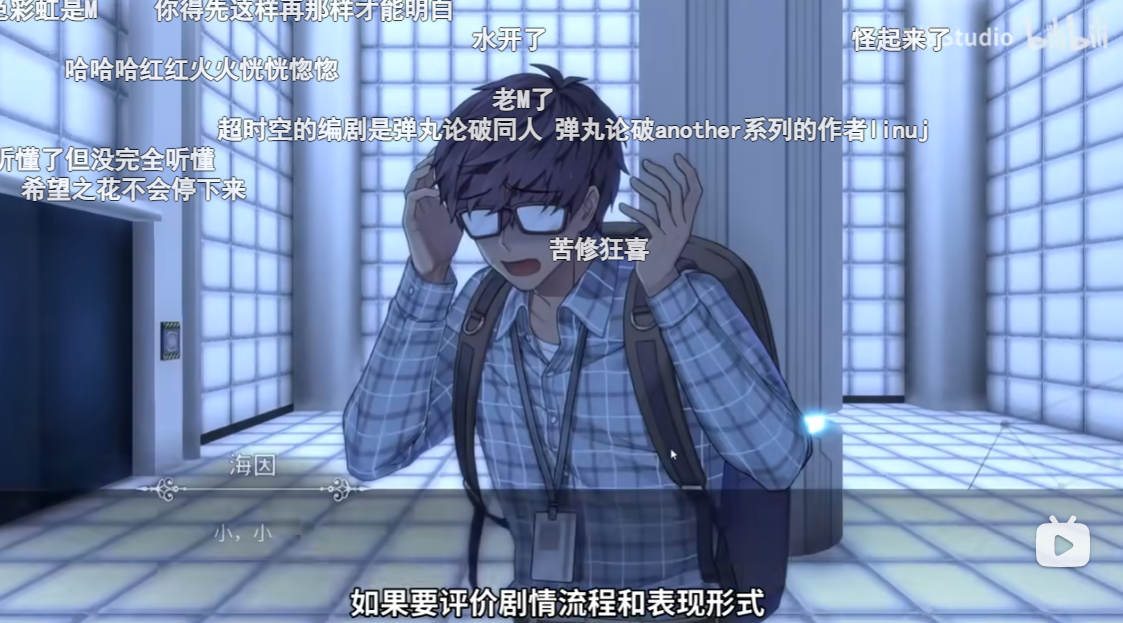 色彩虹是M 你得先这样再那样才能明白
水开了 怪起来了
Studio bilibili
哈哈哈红红火火恍恍惚惚
老M了
超时空的编剧是弹丸论破同人 弹丸论破another系列的作者linuj
听懂了但没完全听懂
希望之花不会停下来
苦修狂喜
海因
小，小
如果要评价剧情流程和表现形式